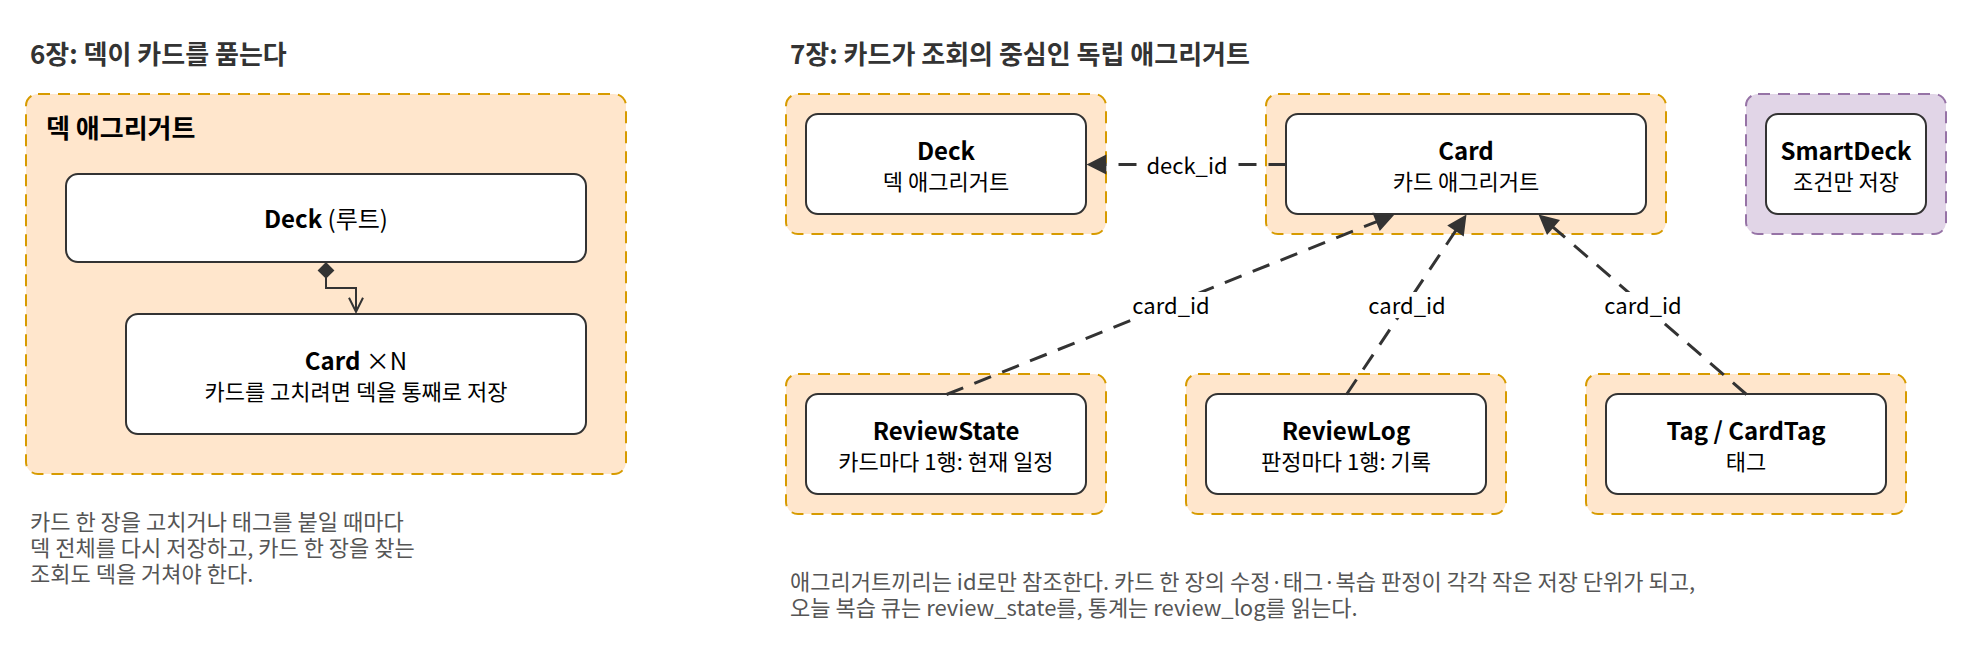 6장: 덱이 카드를 품는다
덱 애그리거트
Deck (루트)
Card ×N
카드를 고치려면 덱을 통째로 저장
카드 한 장을 고치거나 태그를 붙일 때마다
덱 전체를 다시 저장하고, 카드 한 장을 찾는
조회도 덱을 거쳐야 한다.
7장: 카드가 조회의 중심인 독립 애그리거트
Deck
덱 애그리거트
deck_id
Card
카드 애그리거트
SmartDeck
조건만 저장
card_id
card_id
card_id
ReviewState
카드마다 1행: 현재 일정
ReviewLog
판정마다 1행: 기록
Tag / CardTag
태그
애그리거트끼리는 id로만 참조한다. 카드 한 장의 수정·태그·복습 판정이 각각 작은 저장 단위가 되고,
오늘 복습 큐는 review_state를, 통계는 review_log를 읽는다.